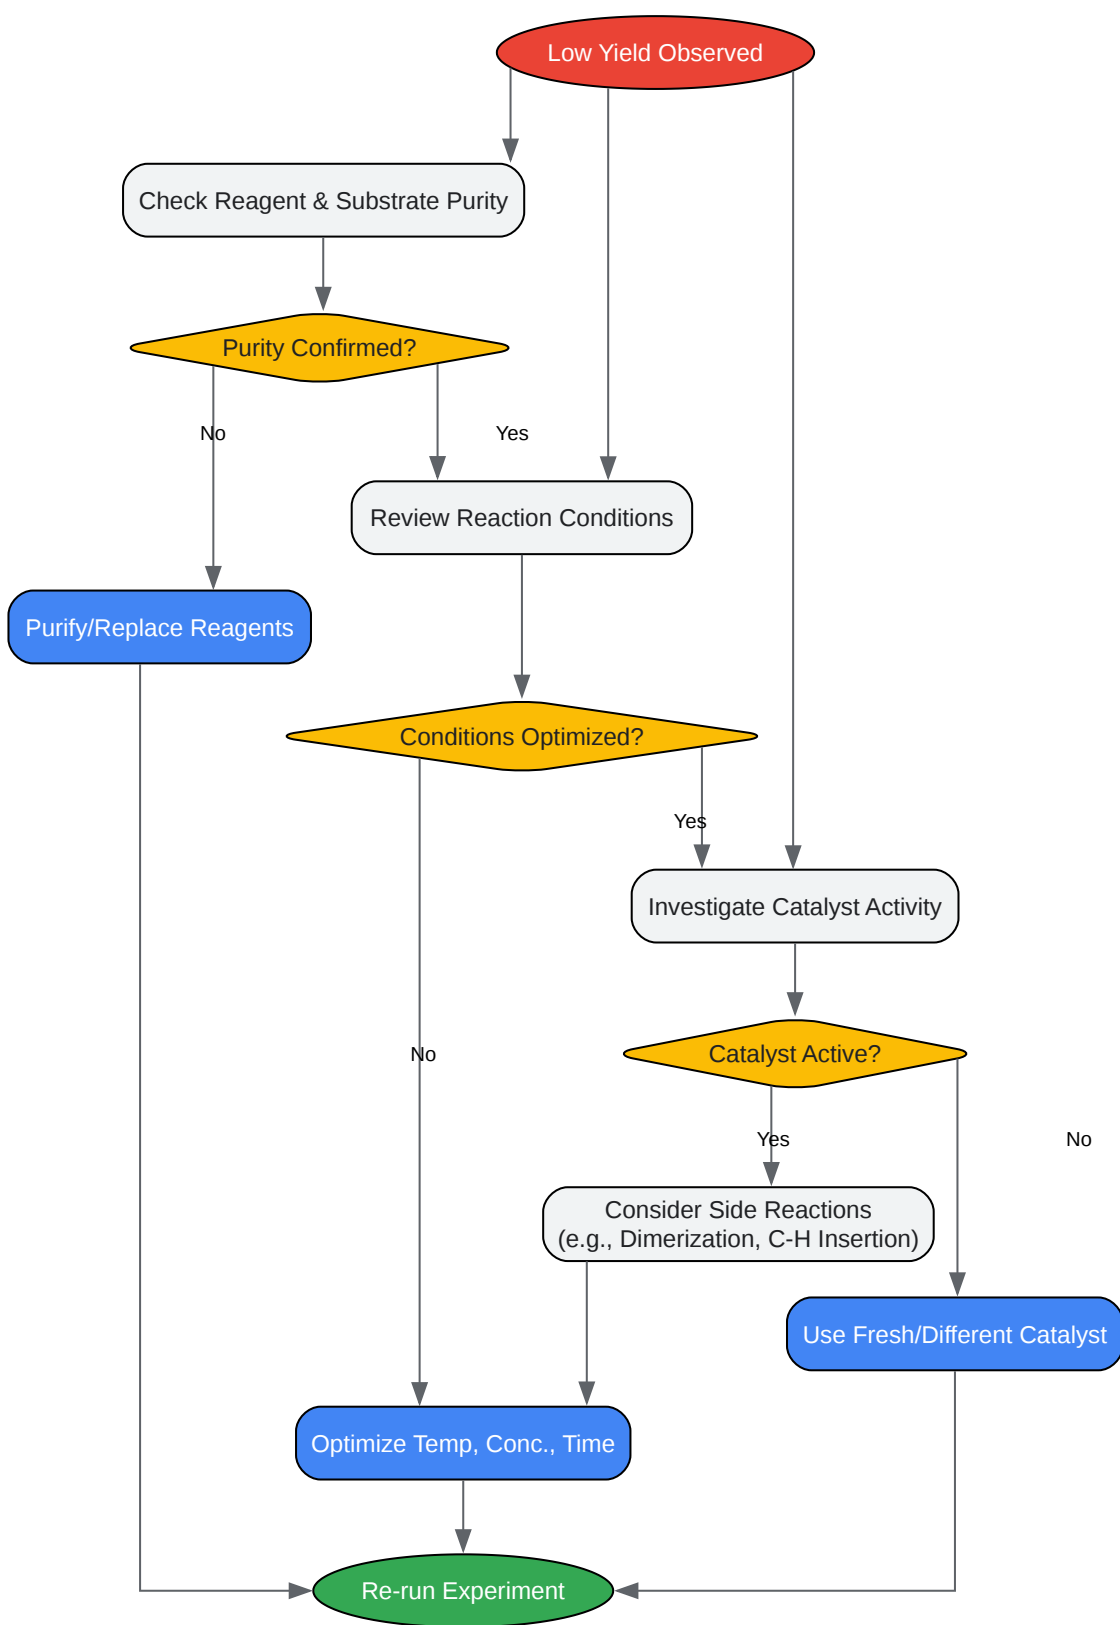 Low Yield Observed
Check Reagent & Substrate Purity
Purity Confirmed?
No
Yes
Review Reaction Conditions
Purify/Replace Reagents
Conditions Optimized?
Yes
Investigate Catalyst Activity
No
Catalyst Active?
Yes
No
Consider Side Reactions
(e.g., Dimerization, C-H Insertion)
Use Fresh/Different Catalyst
Optimize Temp, Conc., Time
Re-run Experiment